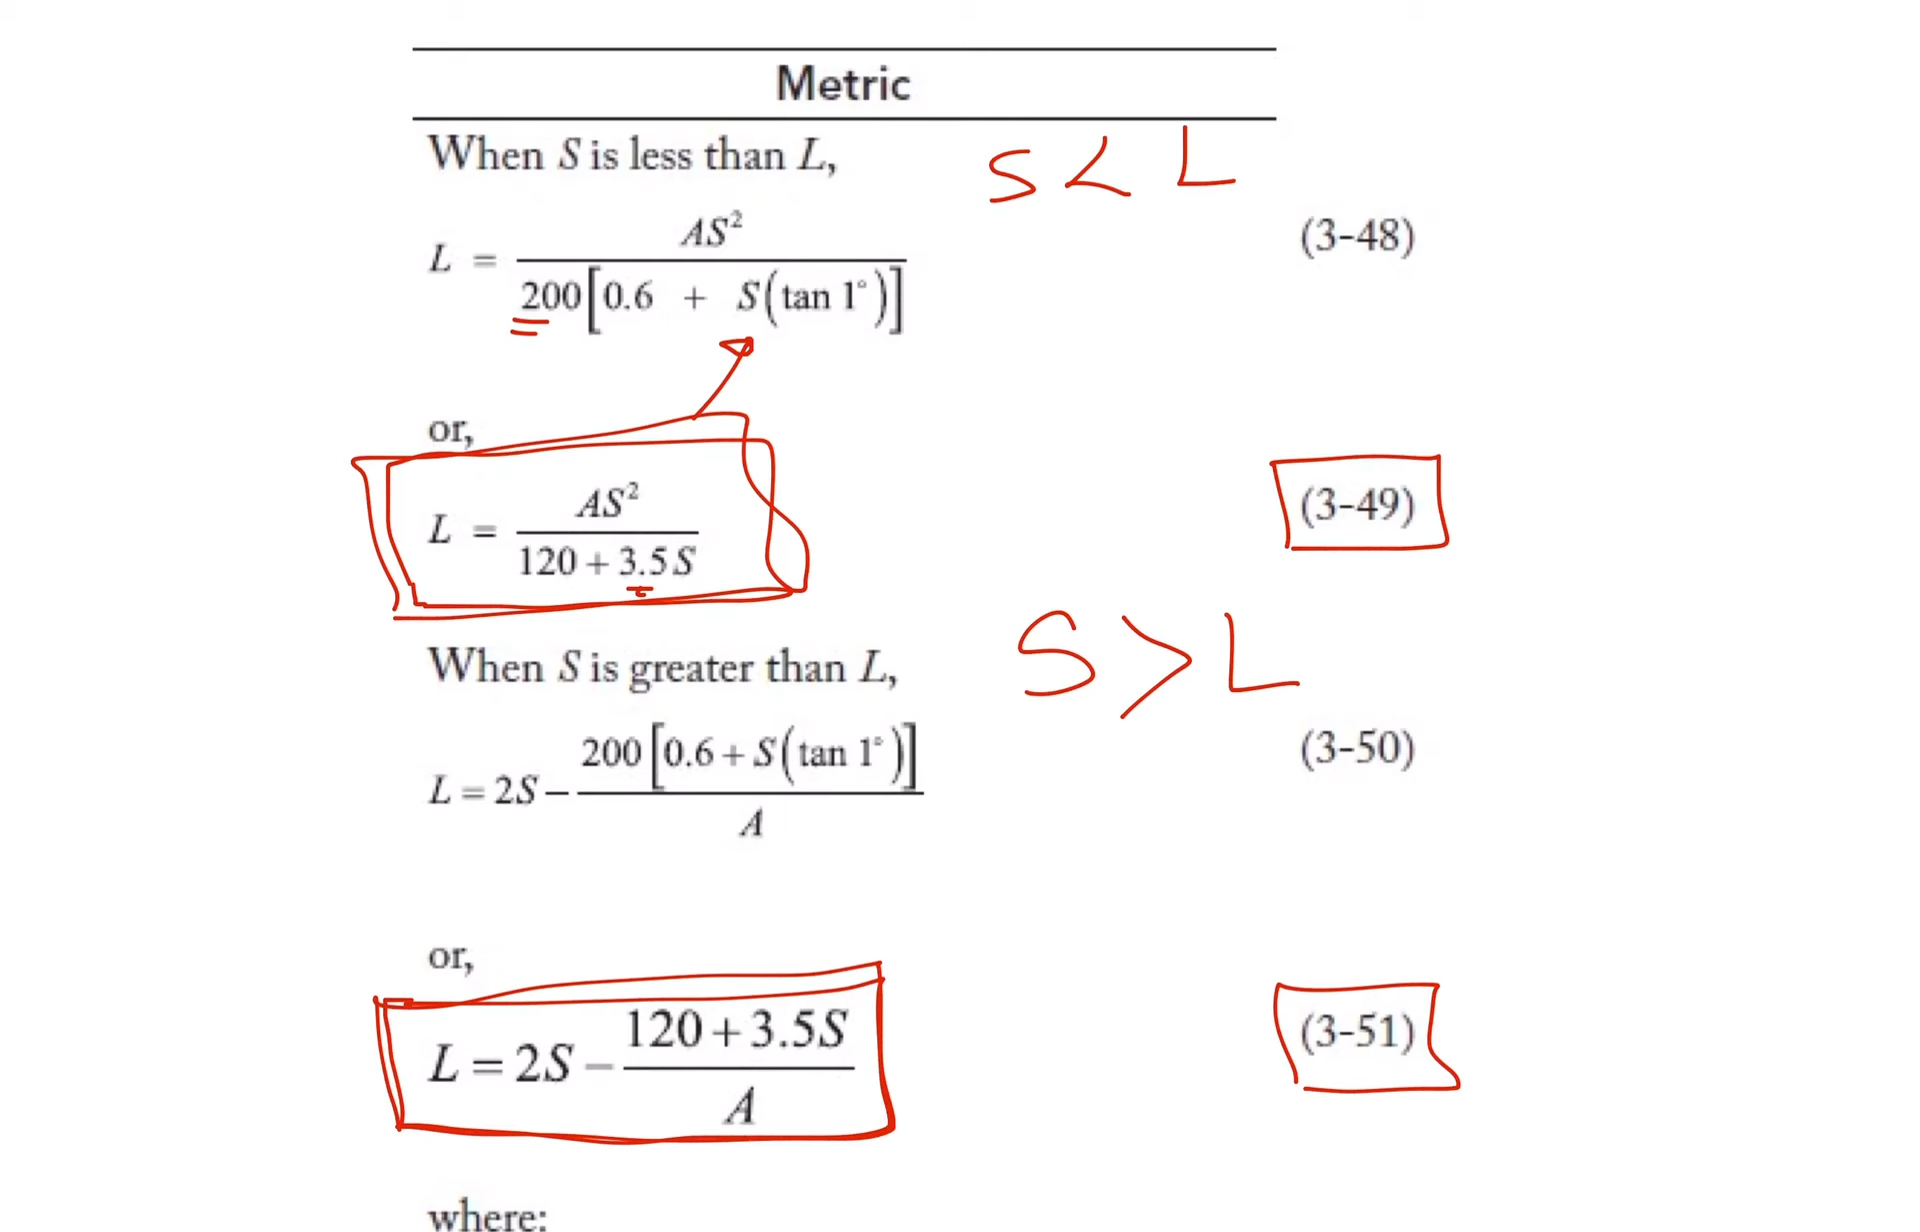 Metric
When S is less than L,
S < L
L = AS² / 200[0.6 + S(tan 1°)]
(3-48)
or,
L = AS² / 120 + 3.5S
(3-49)
When S is greater than L,
S > L
L = 2S − 200[0.6 + S(tan 1°)] / A
(3-50)
or,
L = 2S − 120 + 3.5S / A
(3-51)
where: